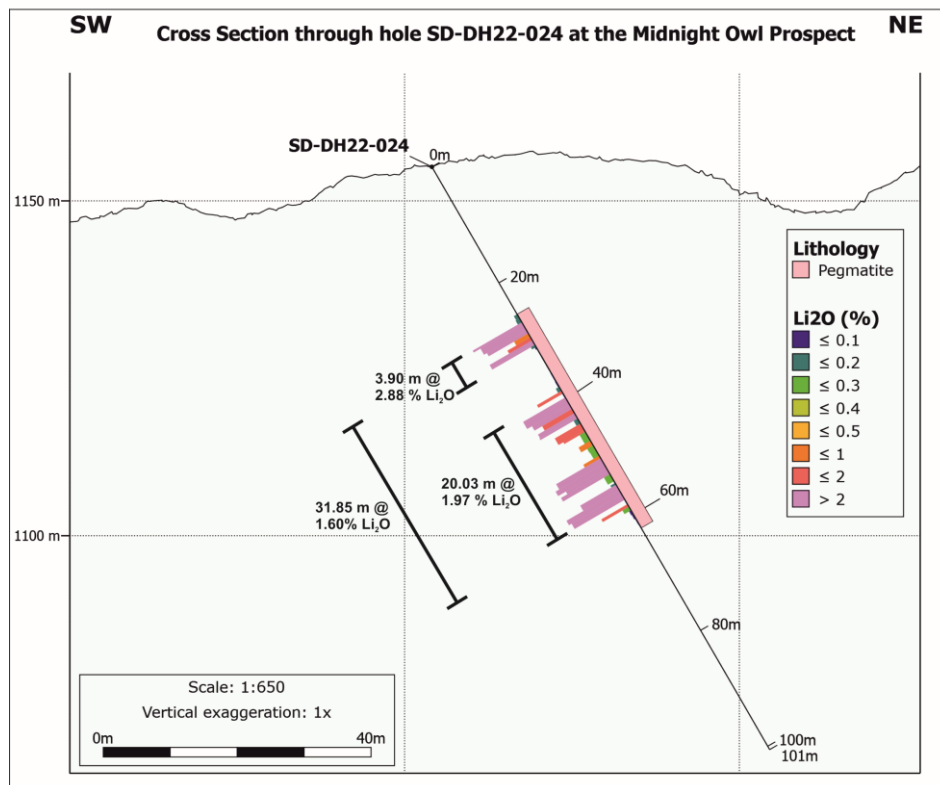 SW
Cross Section through hole SD-DH22-024 at the Midnight Owl Prospect
NE
SD-DH22-024
0m
1150 m
20m
Lithology
Pegmatite
Li2O (%)
≤ 0.1
≤ 0.2
≤ 0.3
≤ 0.4
≤ 0.5
≤ 1
≤ 2
> 2
3.90 m @
2.88 % Li₂O
40m
31.85 m @
1.60% Li₂O
20.03 m @
1.97 % Li₂O
60m
1100 m
80m
Scale: 1:650
Vertical exaggeration: 1x
0m
40m
100m
101m